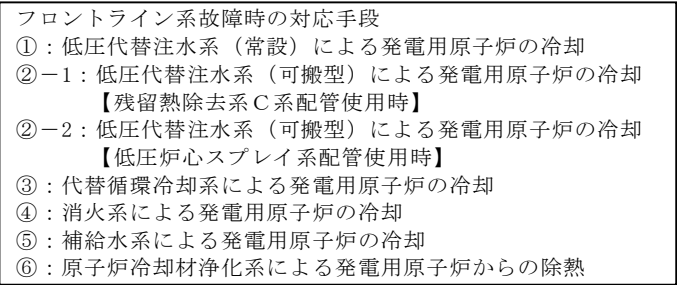 フロントライン系故障時の対応手段
①：低圧代替注水系（常設）による発電用原子炉の冷却
②－1：低圧代替注水系（可搬型）による発電用原子炉の冷却
【残留熱除去系Ｃ系配管使用時】
②－2：低圧代替注水系（可搬型）による発電用原子炉の冷却
【低圧炉心スプレイ系配管使用時】
③：代替循環冷却系による発電用原子炉の冷却
④：消火系による発電用原子炉の冷却
⑤：補給水系による発電用原子炉の冷却
⑥：原子炉冷却材浄化系による発電用原子炉からの除熱